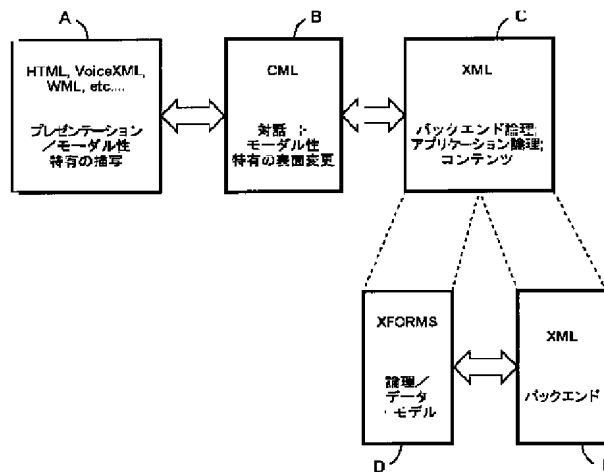 A
B
C
HTML, VoiceXML,
WML, etc....
プレゼンテーション
／モーダル性
特有の描写
CML
対話
モーダル性
特有の表面変更
XML
バックエンド論理;
アプリケーション論理;
コンテンツ
XFORMS
論理／
データ
・モデル
XML
バックエンド
D